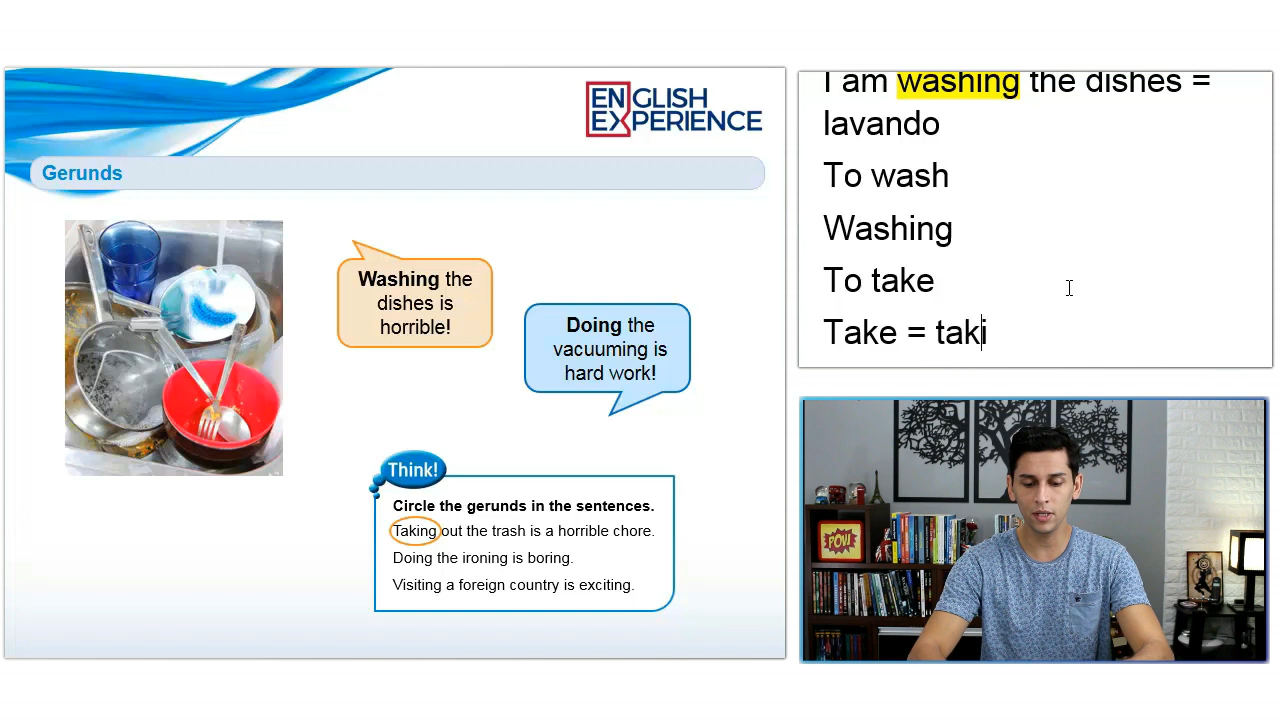 ENGLISH
EXPERIENCE
Gerunds
Washing the
dishes is
horrible!
Doing the
vacuuming is
hard work!
Think!
Circle the gerunds in the sentences.
Taking out the trash is a horrible chore.
Doing the ironing is boring.
Visiting a foreign country is exciting.
I am washing the dishes =
lavando
To wash
Washing
To take
Take = taki
POW!